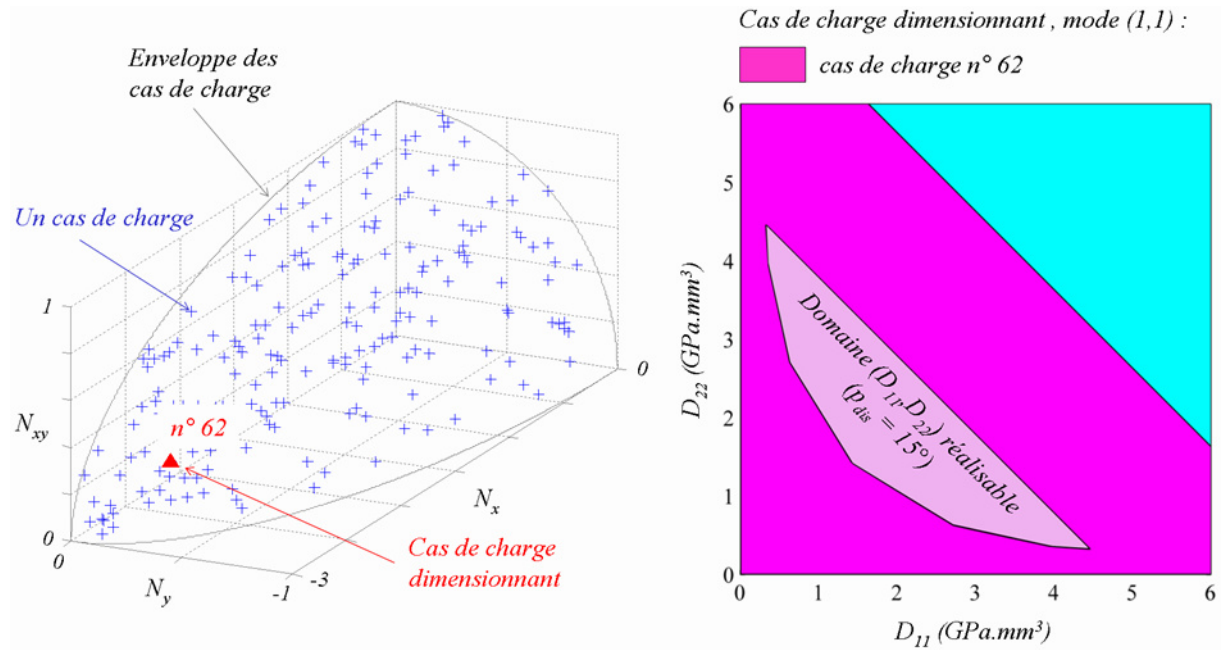 Enveloppe des
cas de charge
Un cas de charge
1
N_xy
0
0
N_y
-1
-3
N_x
0
n° 62
Cas de charge
dimensionnant
Cas de charge dimensionnant , mode (1,1) :
cas de charge n° 62
6
5
4
3
2
1
0
D_22 (GPa.mm³)
Domaine (D_11,D_22) réalisable
(p_dis = 15°)
0 1 2 3 4 5 6
D_11 (GPa.mm³)